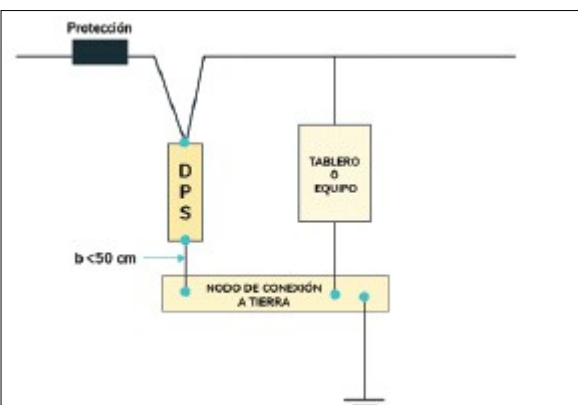 Protección
D
P
S
TABLERO
O
EQUIPO
b<50 cm
NODO DE CONEXIÓN
A TIERRA